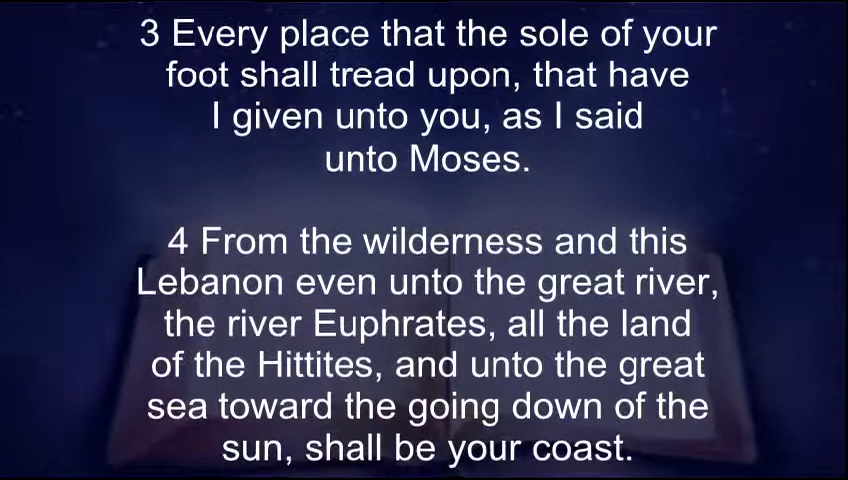 3 Every place that the sole of your
foot shall tread upon, that have
I given unto you, as I said
unto Moses.
4 From the wilderness and this
Lebanon even unto the great river,
the river Euphrates, all the land
of the Hittites, and unto the great
sea toward the going down of the
sun, shall be your coast.